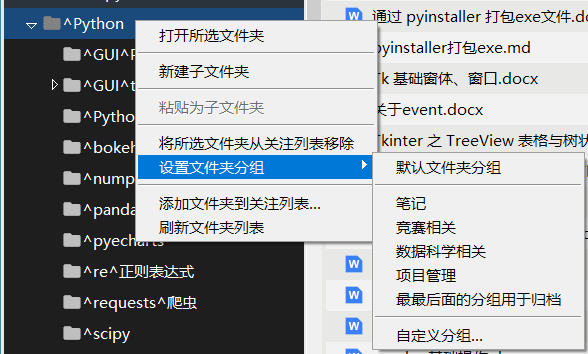 ^Python
^GUI^
^GUI^t
^Python
^bokeh
^nump
^panda
^pyecharts
^re^正则表达式
^requests^爬虫
^scipy
打开所选文件夹
新建子文件夹
粘贴为子文件夹
将所选文件夹从关注列表移除
设置文件夹分组
添加文件夹到关注列表...
刷新文件夹列表
通过 pyinstaller 打包exe文件.do
pyinstaller打包exe.md
Tk 基础窗体、窗口.docx
关于event.docx
Tkinter 之 TreeView 表格与树状
默认文件夹分组
笔记
竞赛相关
数据科学相关
项目管理
最最后面的分组用于归档
自定义分组...